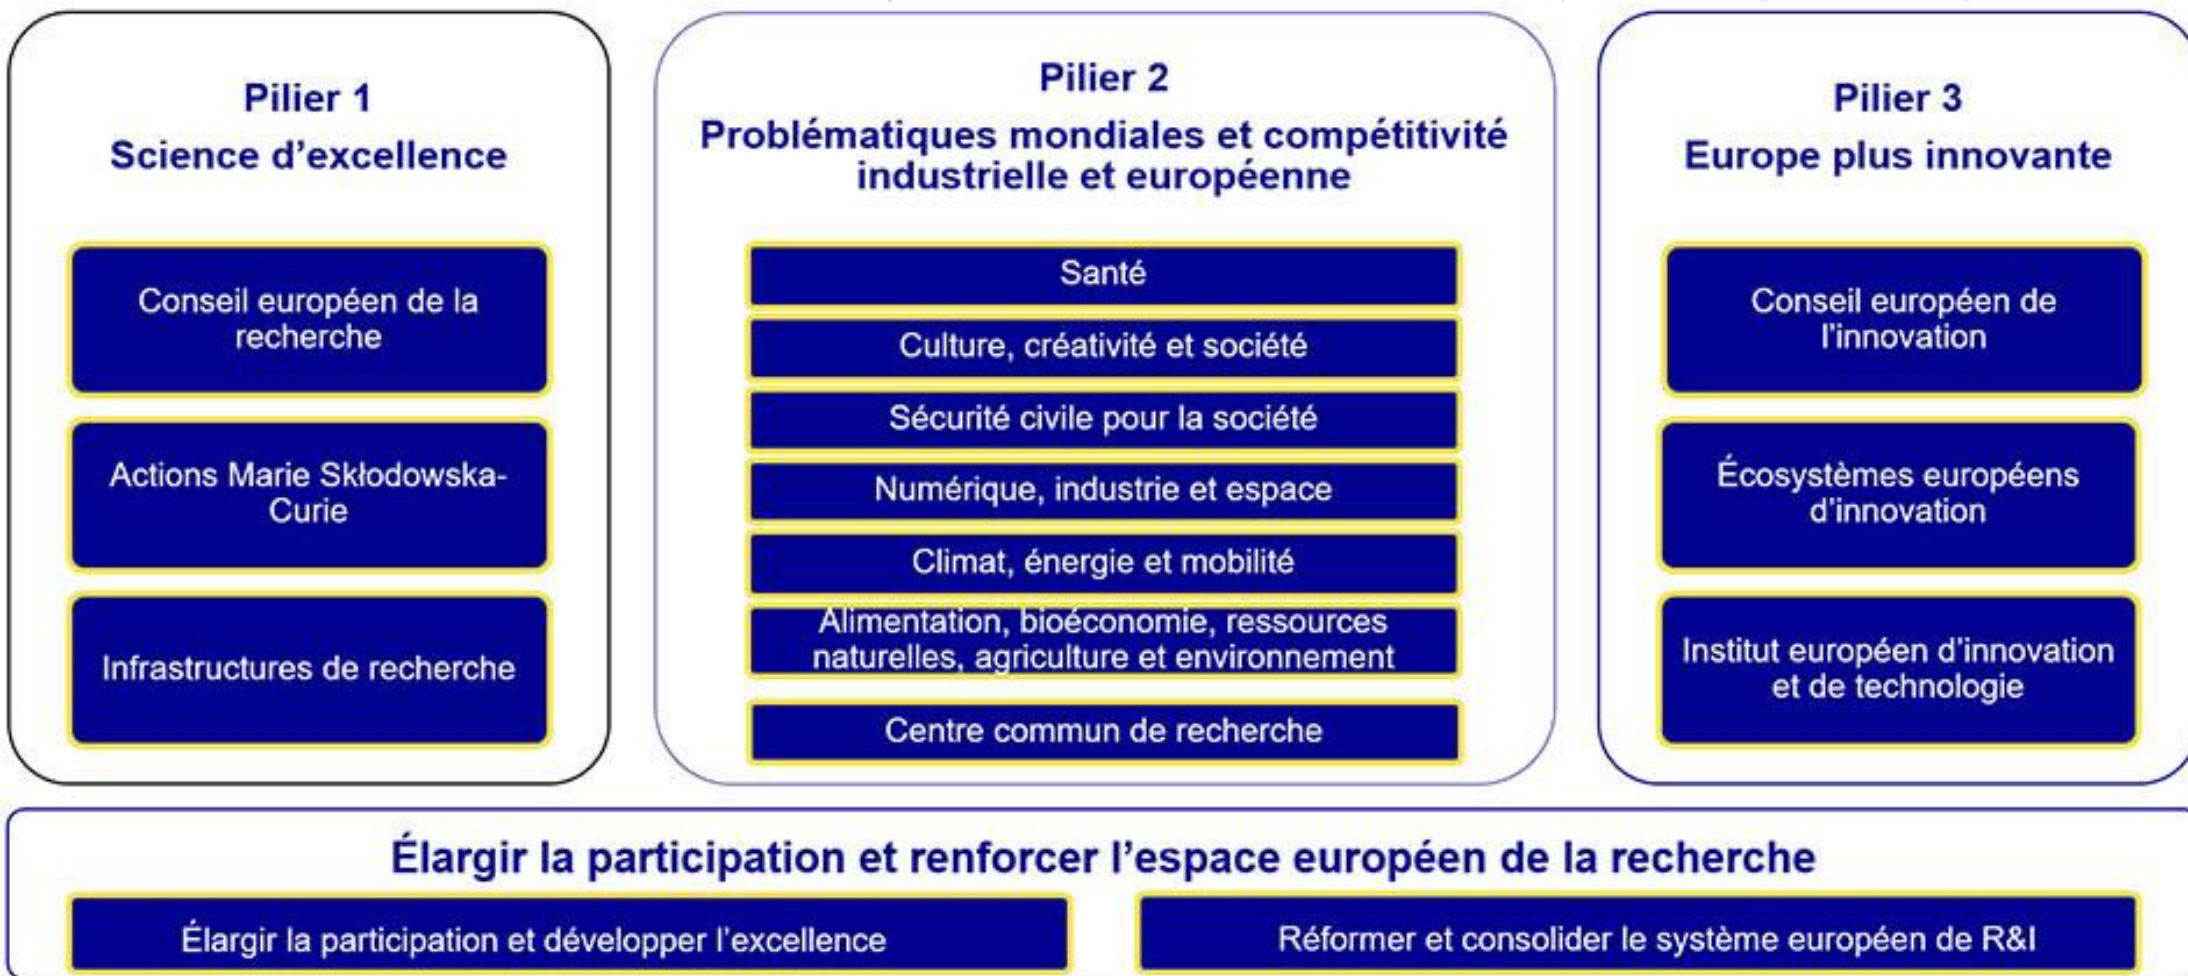 Pilier 1
Science d’excellence
Conseil européen de la
recherche
Actions Marie Skłodowska-
Curie
Infrastructures de recherche
Pilier 2
Problématiques mondiales et compétitivité
industrielle et européenne
Santé
Culture, créativité et société
Sécurité civile pour la société
Numérique, industrie et espace
Climat, énergie et mobilité
Alimentation, bioéconomie, ressources
naturelles, agriculture et environnement
Centre commun de recherche
Pilier 3
Europe plus innovante
Conseil européen de
l’innovation
Écosystèmes européens
d’innovation
Institut européen d’innovation
et de technologie
Élargir la participation et renforcer l’espace européen de la recherche
Élargir la participation et développer l’excellence
Réformer et consolider le système européen de R&I